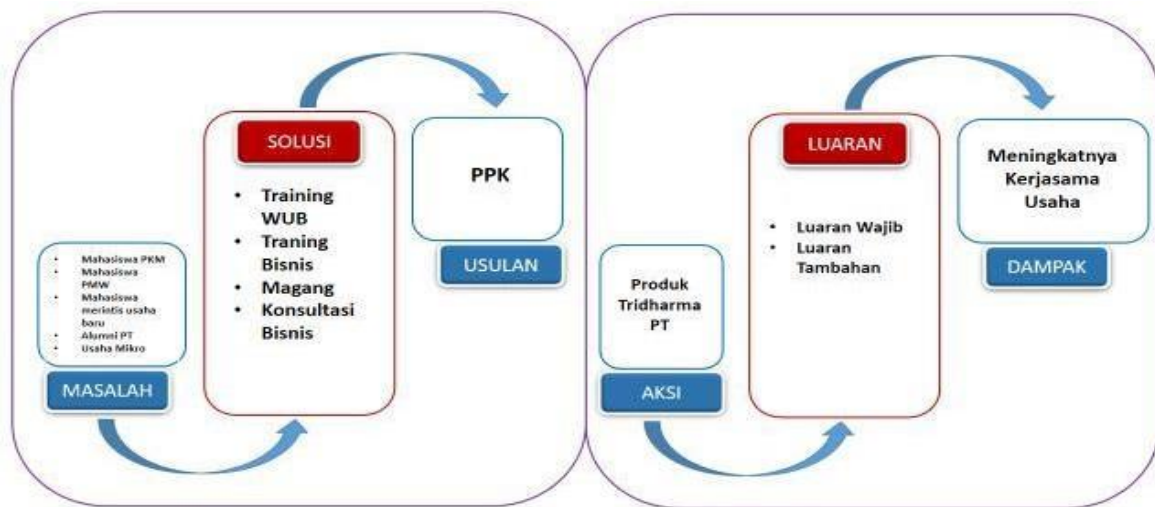 SOLUSI
• Training
WUB
• Traning
Bisnis
• Magang
• Konsultasi
Bisnis
PPK
USULAN
• Mahasiswa PKM
• Mahasiswa
PMW
• Mahasiswa
merintis usaha
baru
• Alumni PT
• Usaha Mikro
MASALAH
LUARAN
• Luaran Wajib
• Luaran
Tambahan
Meningkatnya
Kerjasama
Usaha
DAMPAK
Produk
Tridharma
PT
AKSI